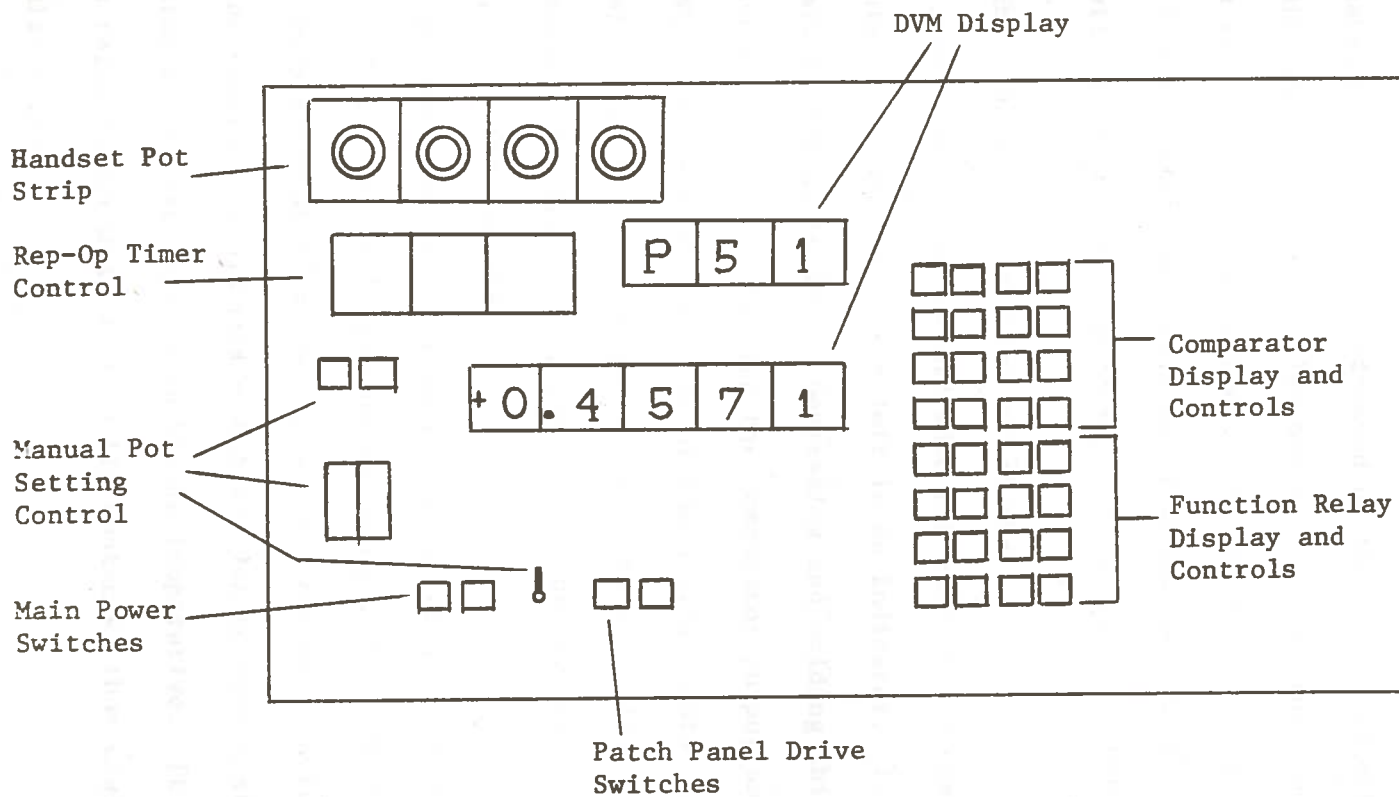 DVM Display
Handset Pot
Strip
Rep-Op Timer
Control
P 5 1
+0.4 5 7 1
Comparator
Display and
Controls
Manual Pot
Setting
Control
Function Relay
Display and
Controls
Main Power
Switches
Patch Panel Drive
Switches